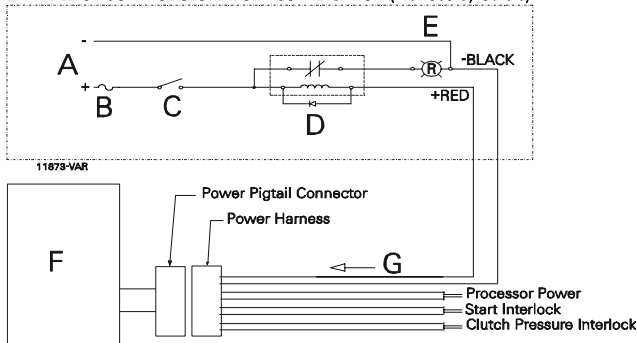 -
E
A
-BLACK
R
+
B
C
D
+RED
11873-VAR
Power Pigtail Connector
Power Harness
F
G
Processor Power
Start Interlock
Clutch Pressure Interlock